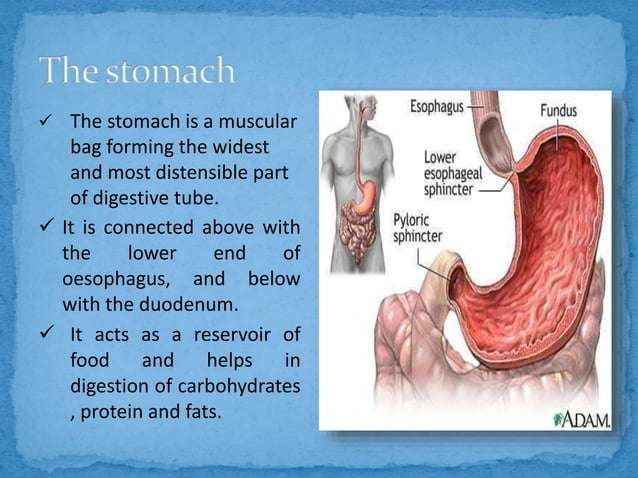 The stomach
✓ The stomach is a muscular
bag forming the widest
and most distensible part
of digestive tube.
✓ It is connected above with
the lower end of
oesophagus, and below
with the duodenum.
✓ It acts as a reservoir of
food and helps in
digestion of carbohydrates
, protein and fats.
Esophagus
Fundus
Lower
esophageal
sphincter
Pyloric
sphincter
ADAM.